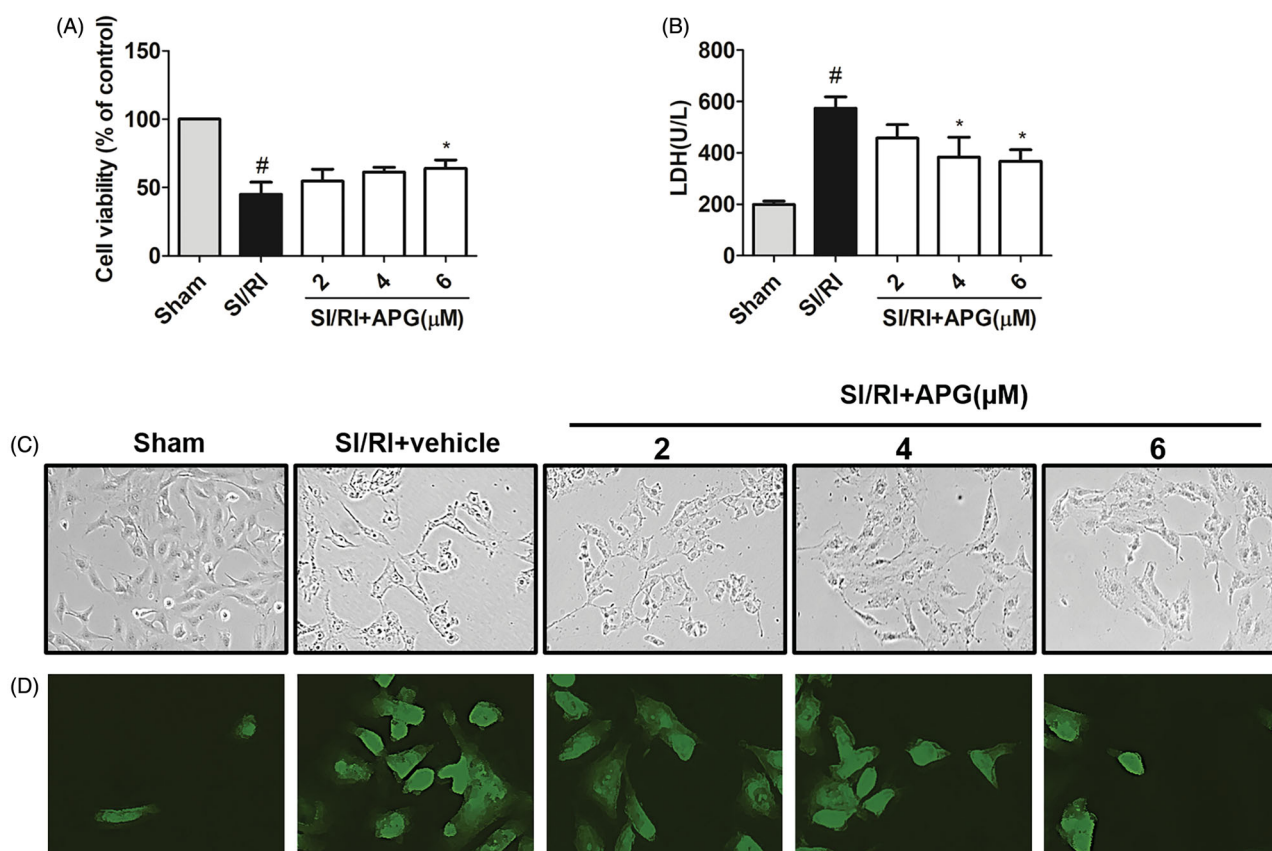 (A)
Cell viability (% of control)
150
100
50
0
#
*
Sham
SI/RI
2
4
6
SI/RI+APG(μM)
(B)
LDH(U/L)
800
600
400
200
0
#
*
*
Sham
SI/RI
2
4
6
SI/RI+APG(μM)
SI/RI+APG(μM)
(C)
Sham
SI/RI+vehicle
2
4
6
(D)